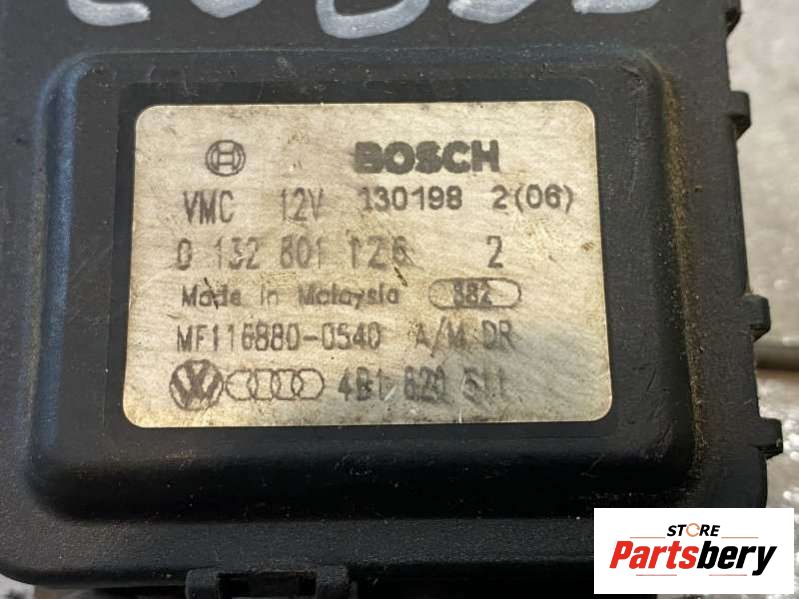 BOSCH
VMC 12V 130198 2(06)
0 132 801 126 2
Made in Malaysia 882
MF116880-0540 A/M DR
4B1 820 511
STORE
Partsbery